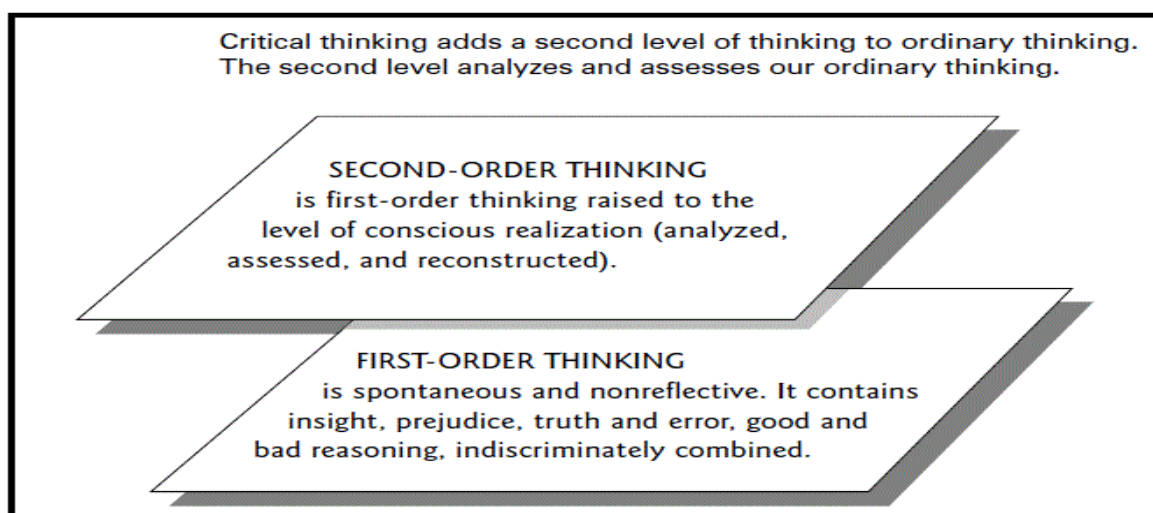 Critical thinking adds a second level of thinking to ordinary thinking.
The second level analyzes and assesses our ordinary thinking.
SECOND-ORDER THINKING
is first-order thinking raised to the
level of conscious realization (analyzed,
assessed, and reconstructed).
FIRST-ORDER THINKING
is spontaneous and nonreflective. It contains
insight, prejudice, truth and error, good and
bad reasoning, indiscriminately combined.